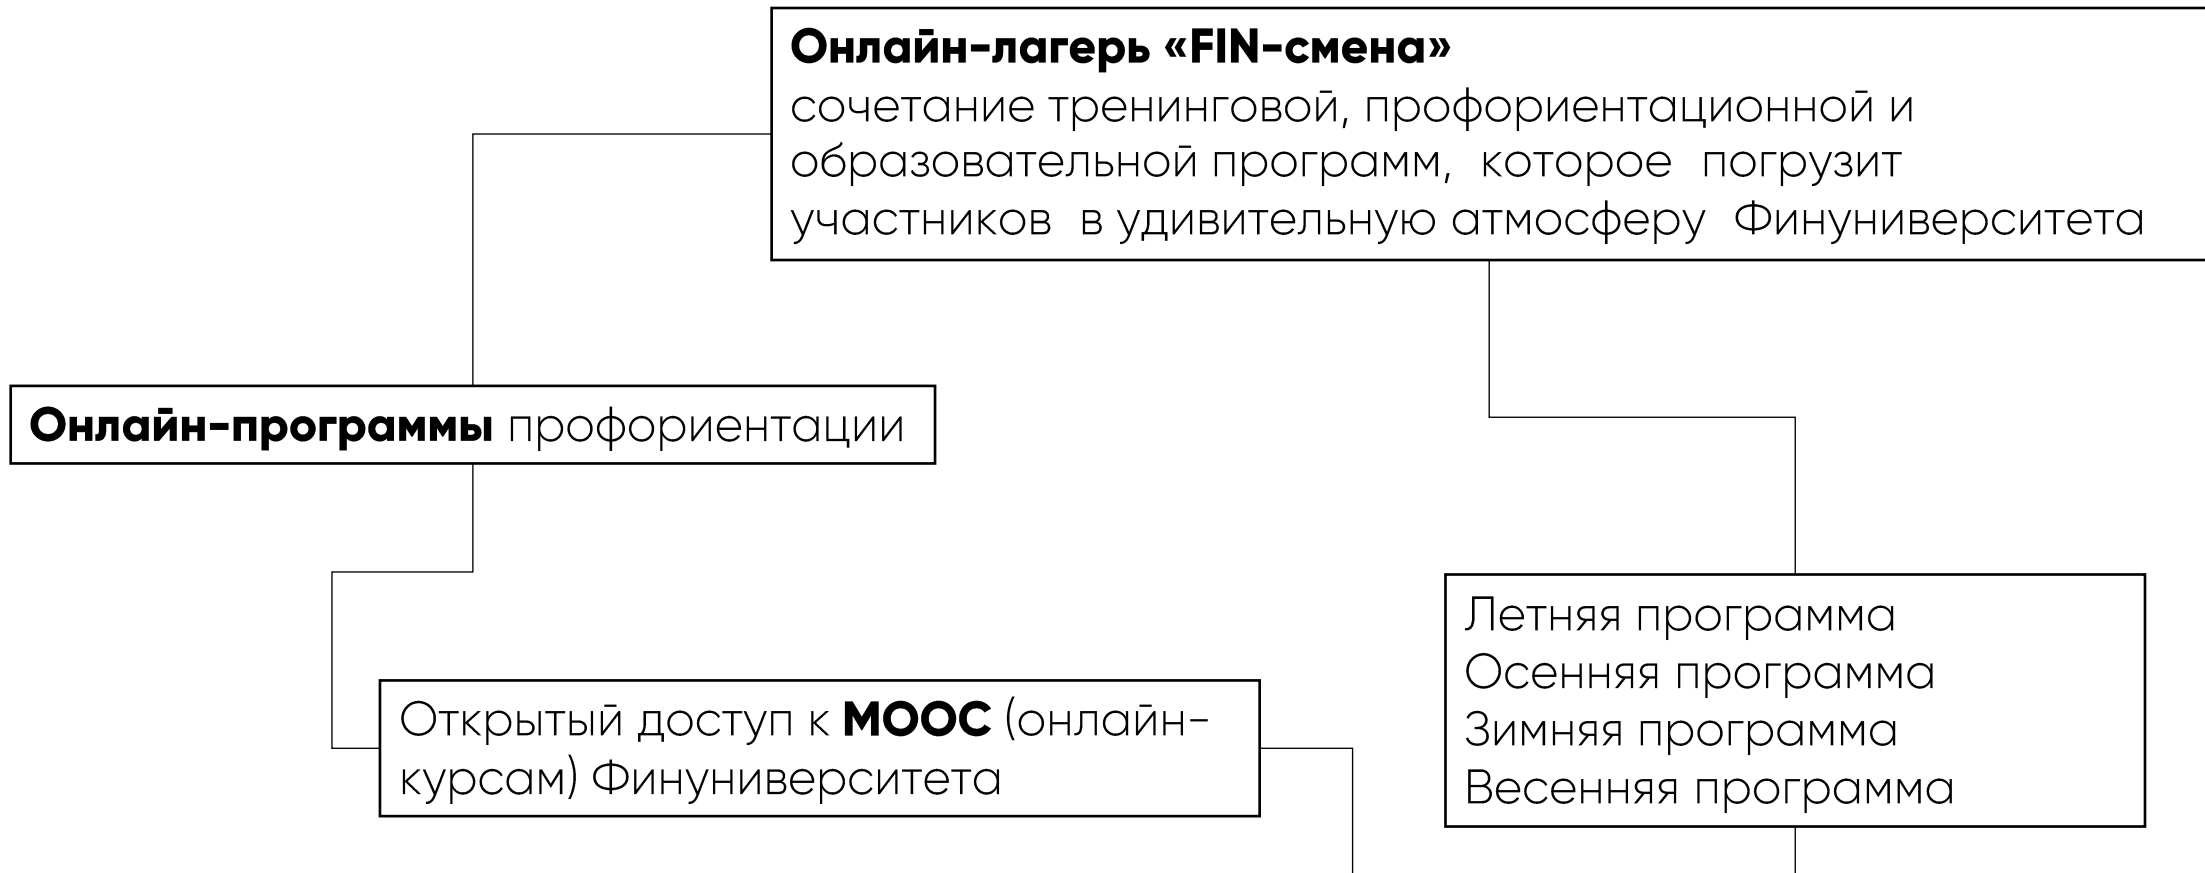 Онлайн-лагерь «FIN-смена»
сочетание тренинговой, профориентационной и
образовательной программ, которое погрузит
участников в удивительную атмосферу Финуниверситета
Онлайн-программы профориентации
Открытый доступ к МООС (онлайн-
курсам) Финуниверситета
Летняя программа
Осенняя программа
Зимняя программа
Весенняя программа